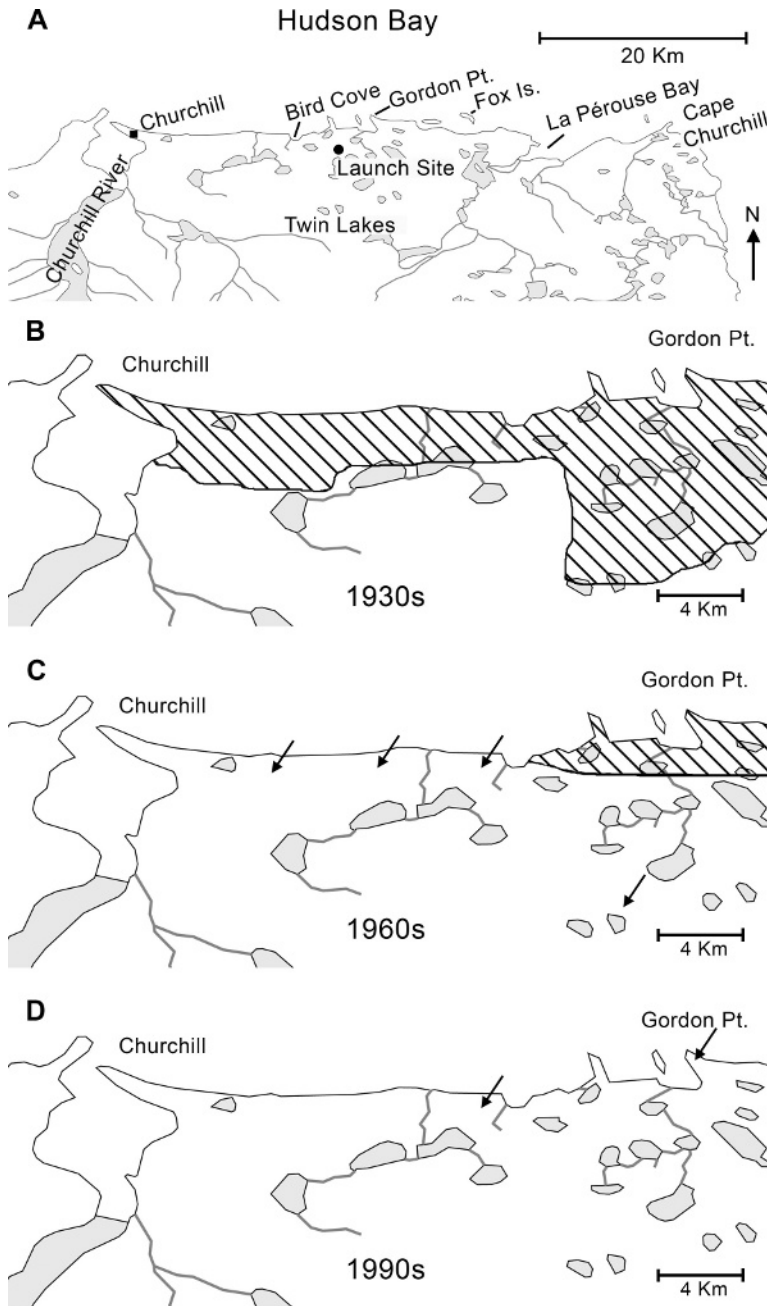 A
Hudson Bay
20 Km
Churchill
Bird Cove
Gordon Pt.
Fox Is.
La Pérouse Bay
Cape
Churchill
Launch Site
Churchill River
Twin Lakes
N
B
Gordon Pt.
Churchill
1930s
4 Km
C
Gordon Pt.
Churchill
1960s
4 Km
D
Gordon Pt.
Churchill
1990s
4 Km